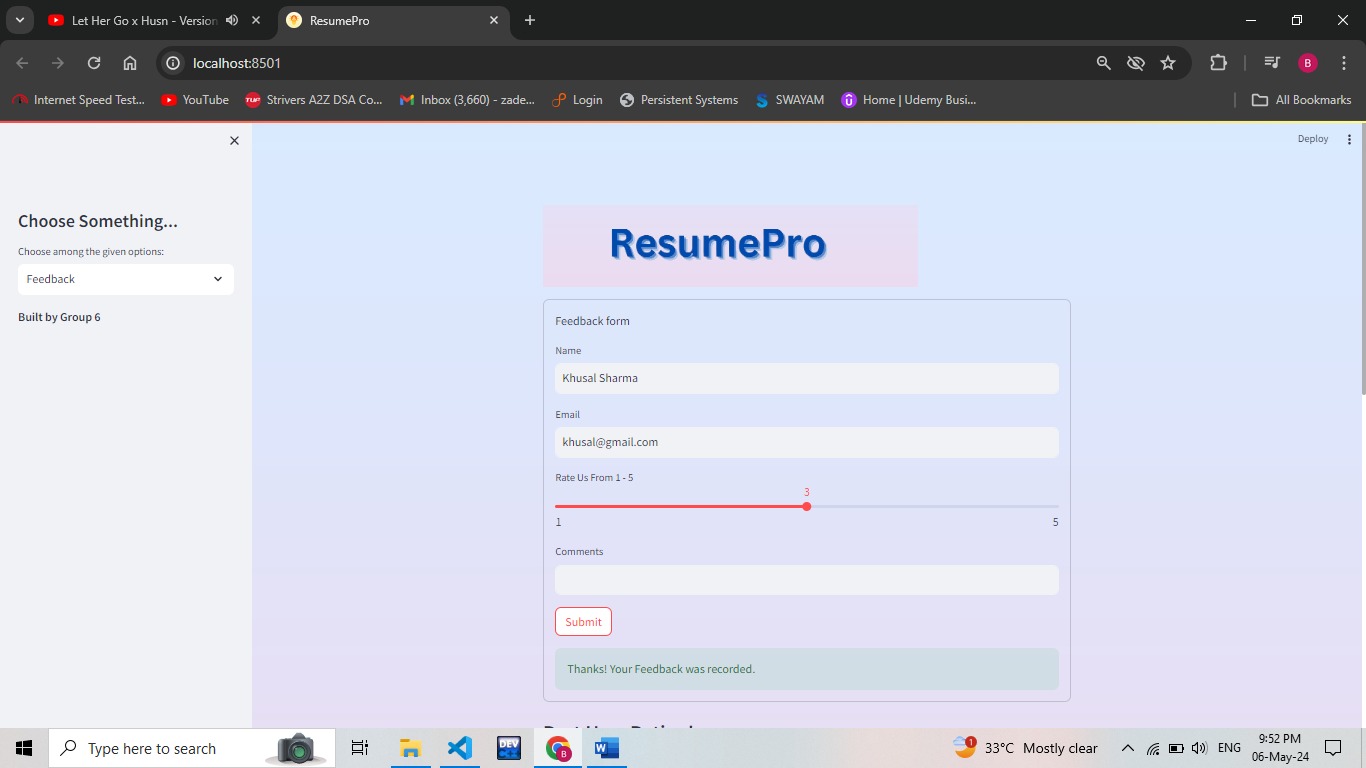 Let Her Go x Husn - Version
ResumePro
localhost:8501
B
Internet Speed Test...
YouTube
TUF
Strivers A2Z DSA Co...
Inbox (3,660) - zade...
Login
Persistent Systems
SWAYAM
Home | Udemy Busi...
All Bookmarks
Deploy
Choose Something...
Choose among the given options:
Feedback
Built by Group 6
ResumePro
Feedback form
Name
Khusal Sharma
Email
khusal@gmail.com
Rate Us From 1 - 5
3
1
5
Comments
Submit
Thanks! Your Feedback was recorded.
Type here to search
DEV
B
W
1
33°C Mostly clear
ENG
9:52 PM
06-May-24